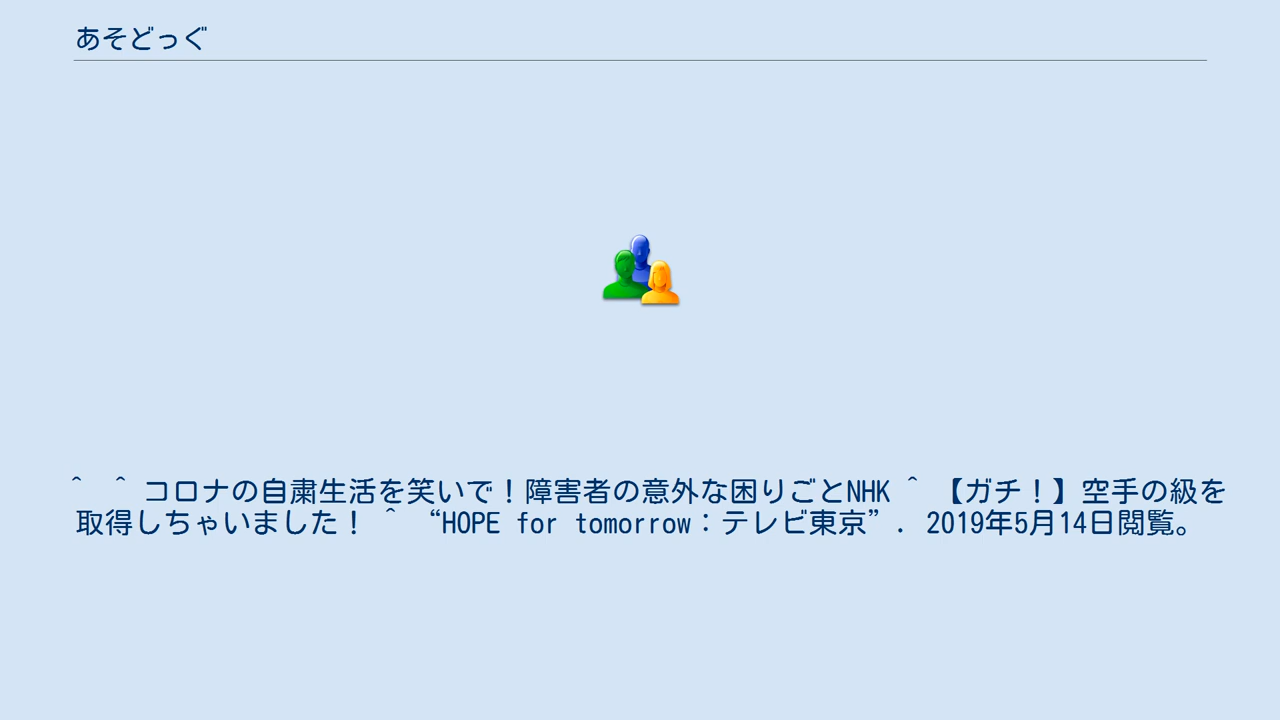 あそどっぐ
^ ^ コロナの自粛生活を笑いで！障害者の意外な困りごとNHK ^ 【ガチ！】空手の級を
取得しちゃいました！ ^ “HOPE for tomorrow：テレビ東京”. 2019年5月14日閲覧。